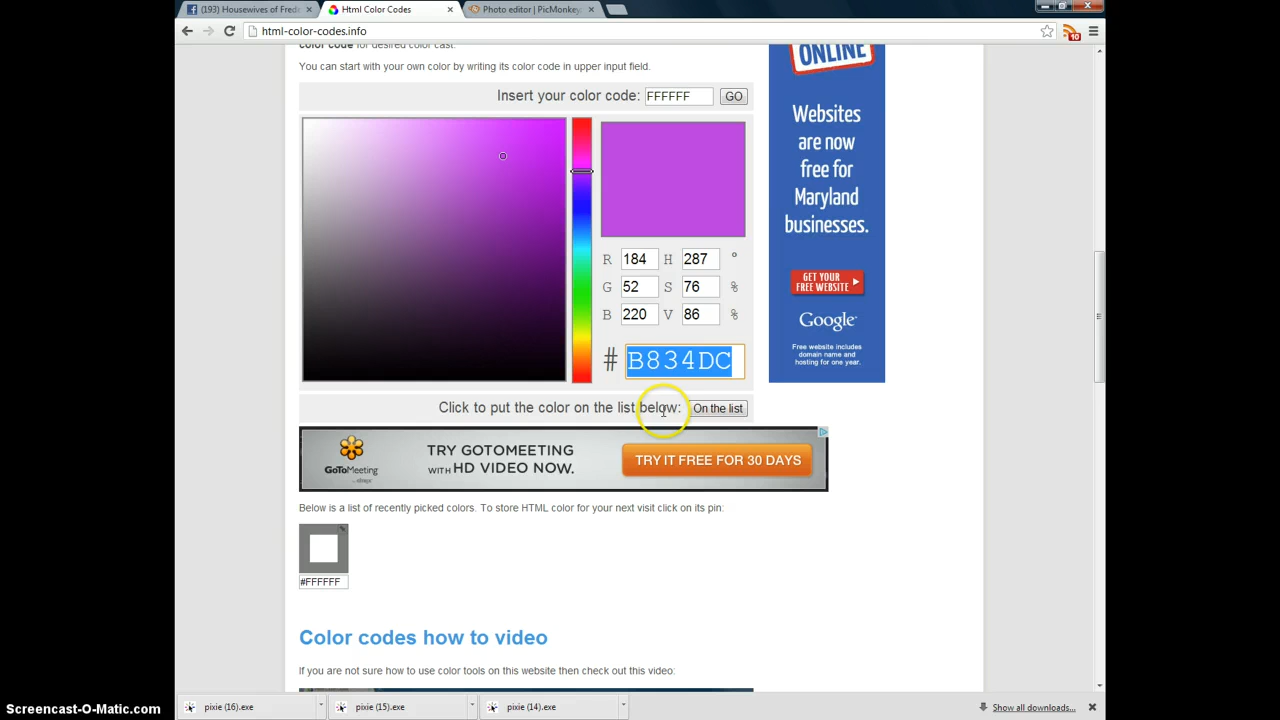 (193) Housewives of Fredr
Html Color Codes
Photo editor | PicMonkey
html-color-codes.info
10
color code for desired color cast.
You can start with your own color by writing its color code in upper input field.
Insert your color code: FFFFFF GO
R 184 H 287 °
G 52 S 76 %
B 220 V 86 %
# B834DC
Click to put the color on the list below: On the list
ONLINE
Websites
are now
free for
Maryland
businesses.
GET YOUR
FREE WEBSITE
Google
Free website includes
domain name and
hosting for one year.
GoToMeeting
by citrix
TRY GOTOMEETING
WITH HD VIDEO NOW.
TRY IT FREE FOR 30 DAYS
Below is a list of recently picked colors. To store HTML color for your next visit click on its pin:
#FFFFFF
Color codes how to video
If you are not sure how to use color tools on this website then check out this video:
pixie (16).exe
pixie (15).exe
pixie (14).exe
Show all downloads...
Screencast-O-Matic.com